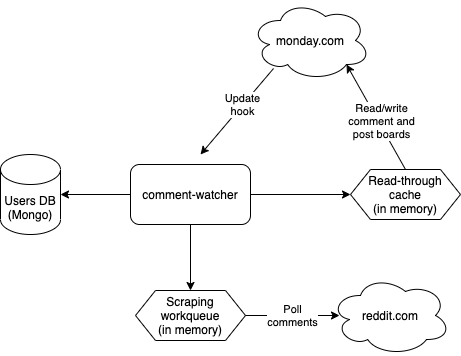 monday.com
Update
hook
Read/write
comment and
post boards
Users DB
(Mongo)
comment-watcher
Read-through
cache
(in memory)
Scraping
workqueue
(in memory)
Poll
comments
reddit.com